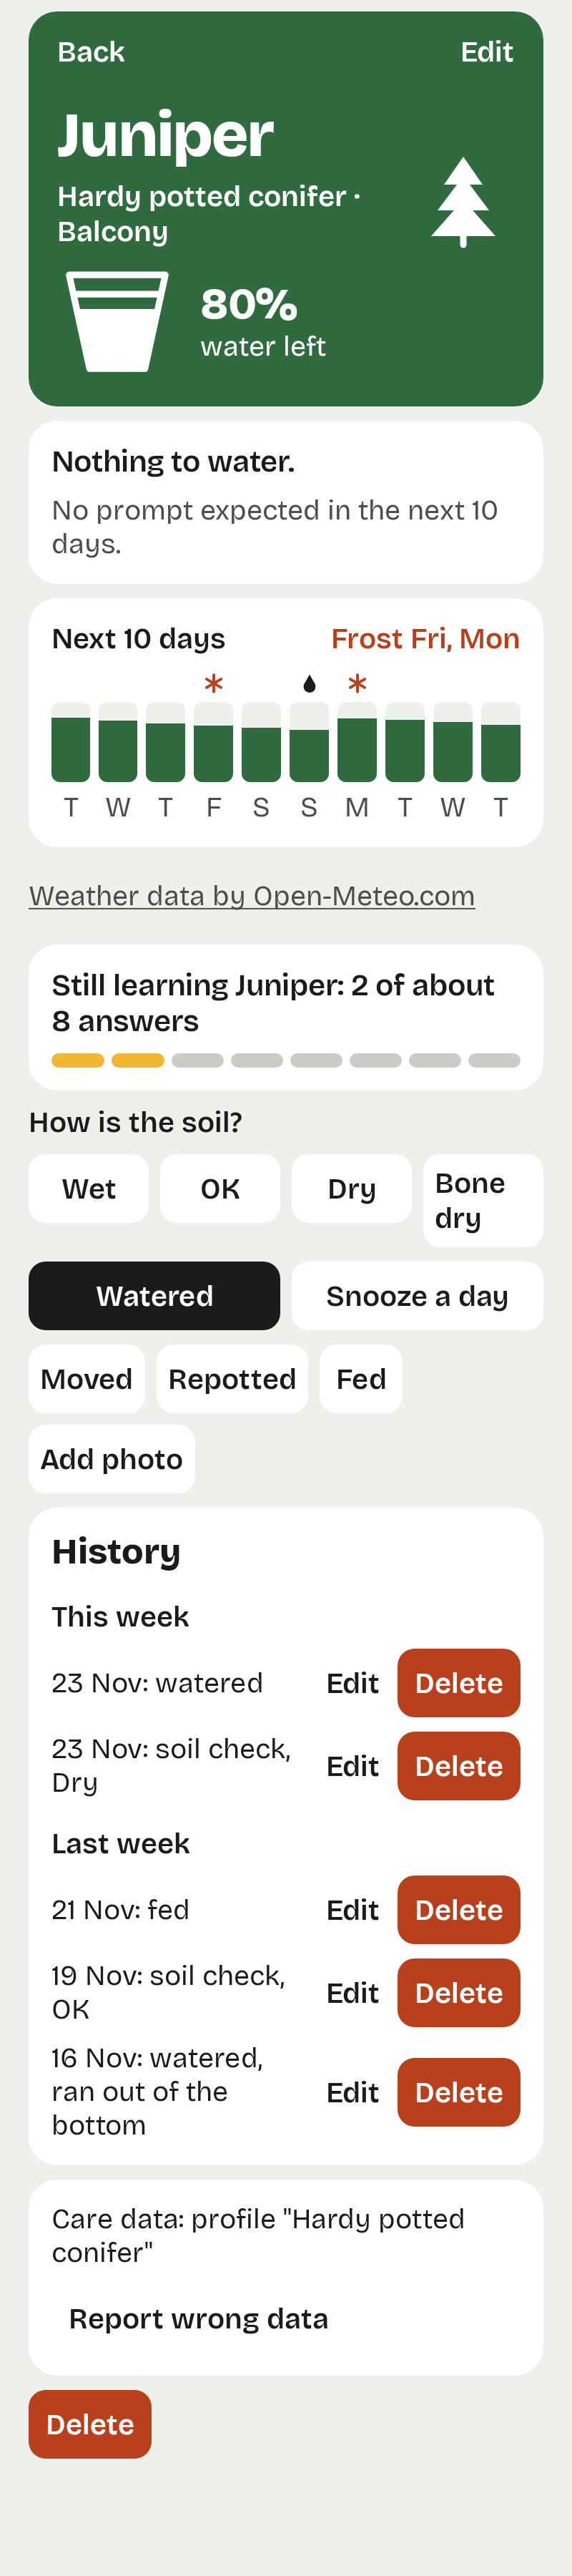 Back
Edit
Juniper
Hardy potted conifer ·
Balcony
80%
water left
Nothing to water.
No prompt expected in the next 10
days.
Next 10 days
Frost Fri, Mon
T W T F S S M T W T
Weather data by Open-Meteo.com
Still learning Juniper: 2 of about
8 answers
How is the soil?
Wet
OK
Dry
Bone
dry
Watered
Snooze a day
Moved
Repotted
Fed
Add photo
History
This week
23 Nov: watered
Edit
Delete
23 Nov: soil check,
Dry
Edit
Delete
Last week
21 Nov: fed
Edit
Delete
19 Nov: soil check,
OK
Edit
Delete
16 Nov: watered,
ran out of the
bottom
Edit
Delete
Care data: profile "Hardy potted
conifer"
Report wrong data
Delete